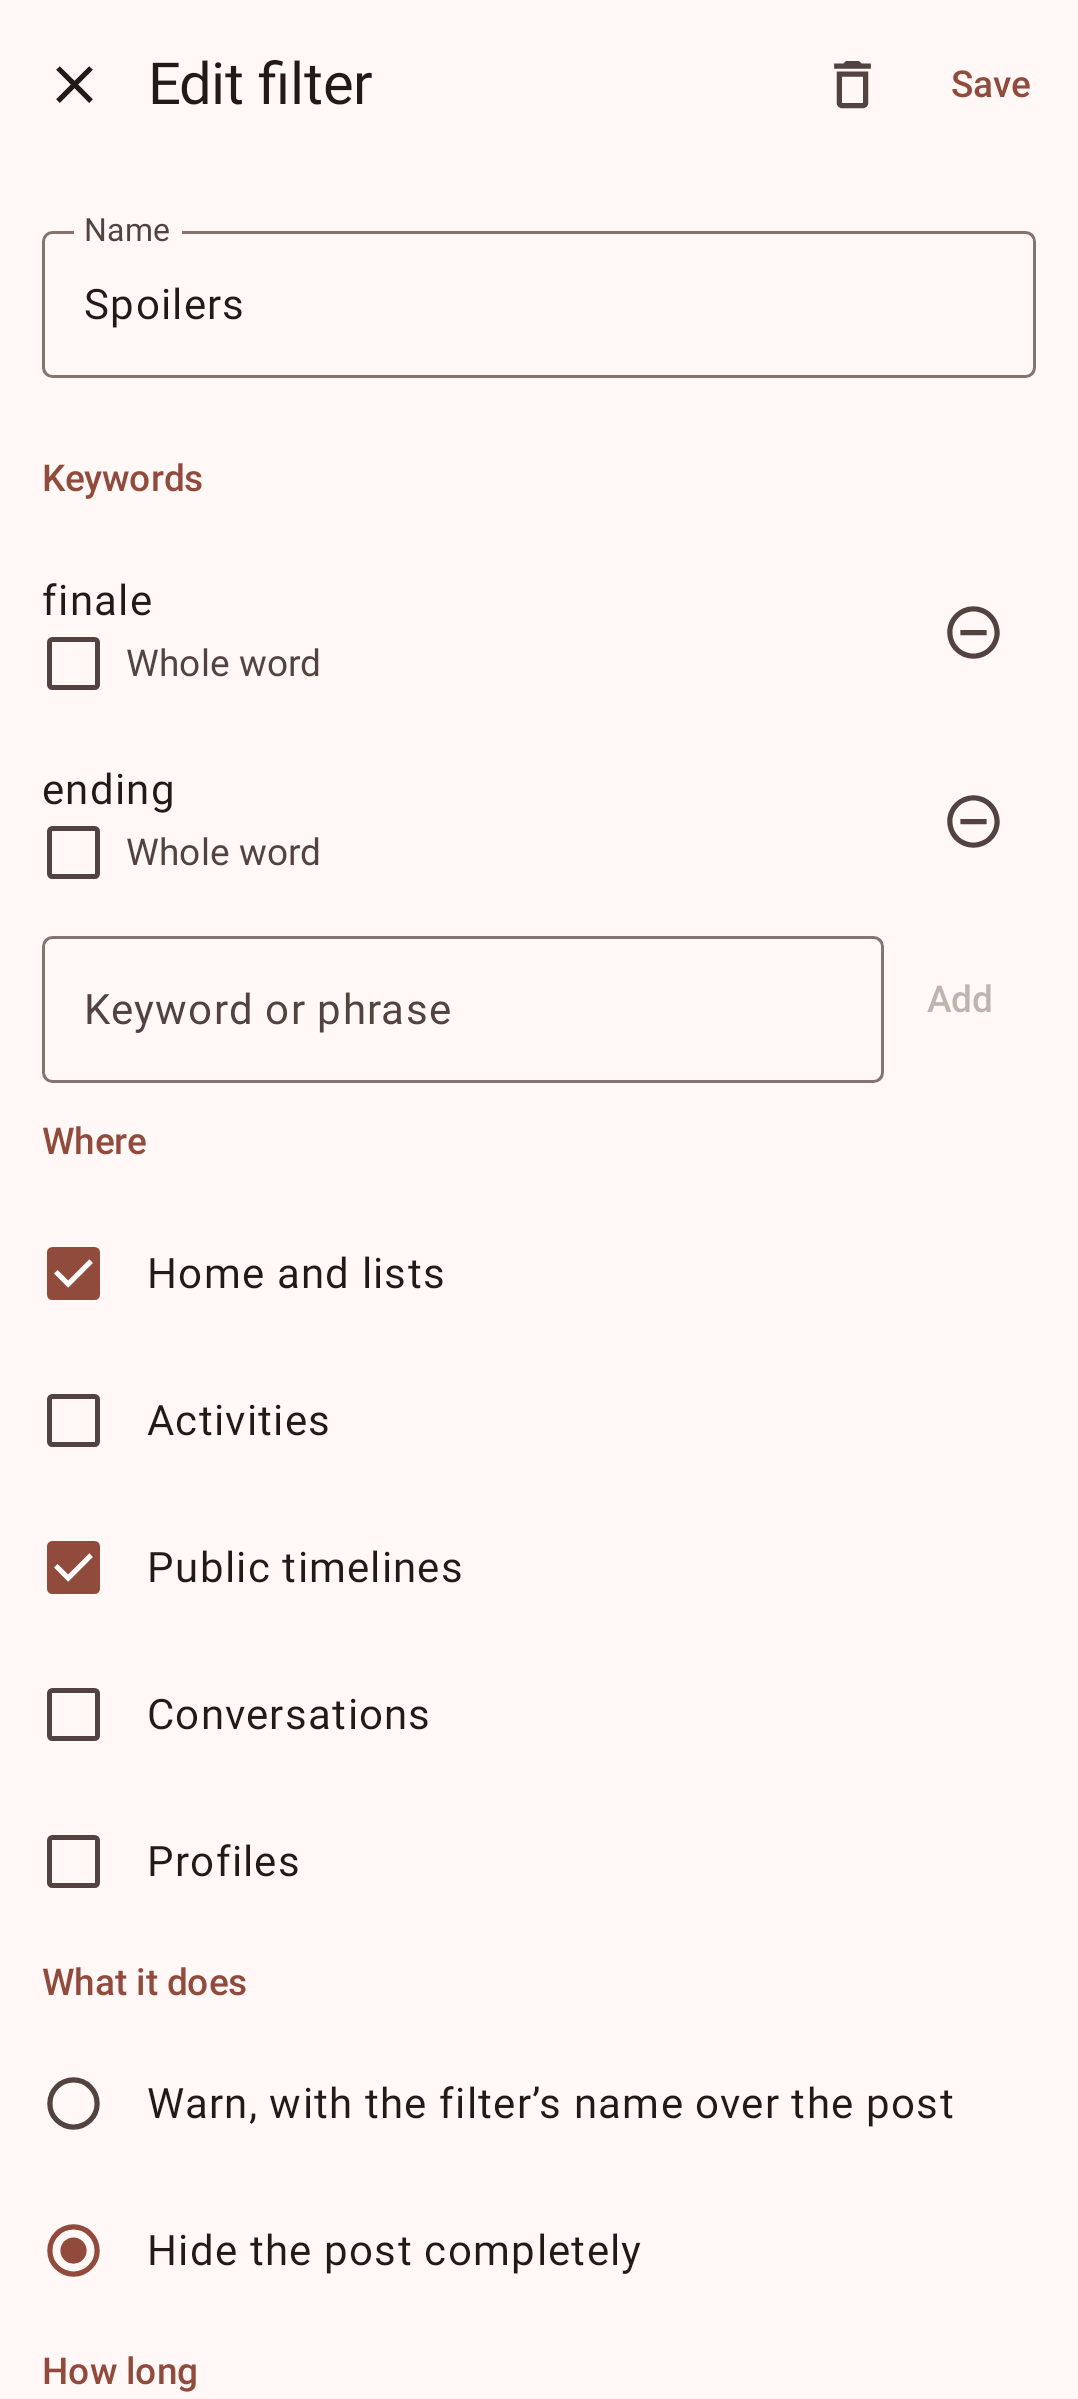 Edit filter
Save
Name
Spoilers
Keywords
finale
Whole word
ending
Whole word
Keyword or phrase
Add
Where
Home and lists
Activities
Public timelines
Conversations
Profiles
What it does
Warn, with the filter’s name over the post
Hide the post completely
How long